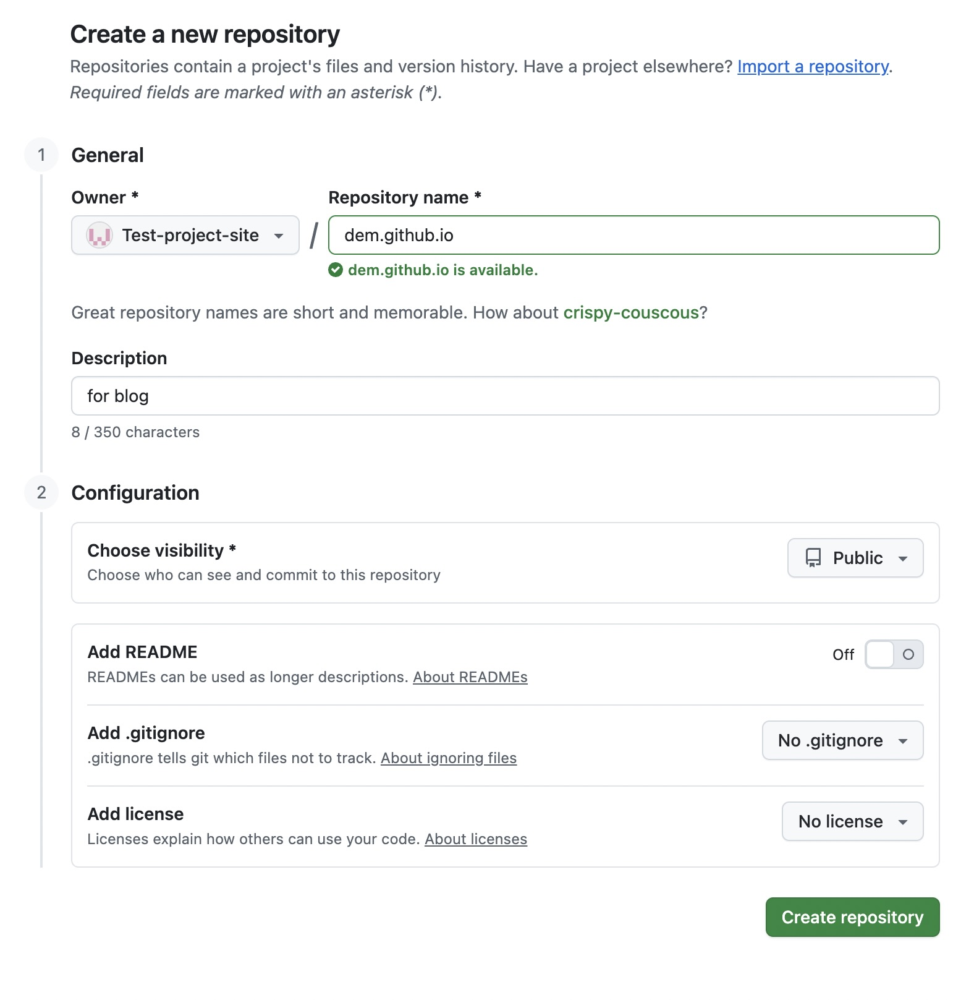 Create a new repository
Repositories contain a project's files and version history. Have a project elsewhere? Import a repository.
Required fields are marked with an asterisk (*).
1 General
Owner *
Repository name *
Test-project-site
/
dem.github.io
dem.github.io is available.
Great repository names are short and memorable. How about crispy-couscous?
Description
for blog
8 / 350 characters
2 Configuration
Choose visibility *
Choose who can see and commit to this repository
Public
Add README
READMEs can be used as longer descriptions. About READMEs
Off
Add .gitignore
.gitignore tells git which files not to track. About ignoring files
No .gitignore
Add license
Licenses explain how others can use your code. About licenses
No license
Create repository